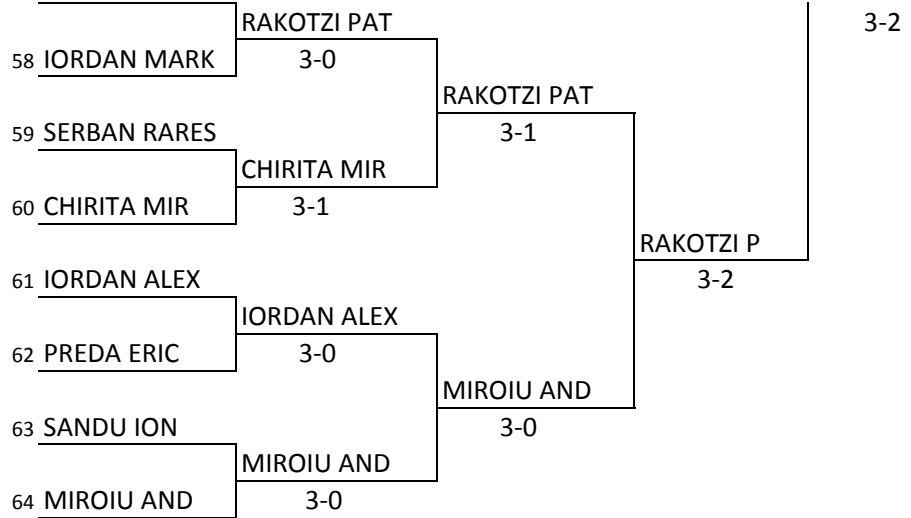 RAKOTZI PAT 3-2
58 IORDAN MARK 3-0
RAKOTZI PAT
59 SERBAN RARES 3-1
CHIRITA MIR
60 CHIRITA MIR 3-1
RAKOTZI P
61 IORDAN ALEX 3-2
IORDAN ALEX
62 PREDA ERIC 3-0
MIROIU AND
63 SANDU ION 3-0
MIROIU AND
64 MIROIU AND 3-0